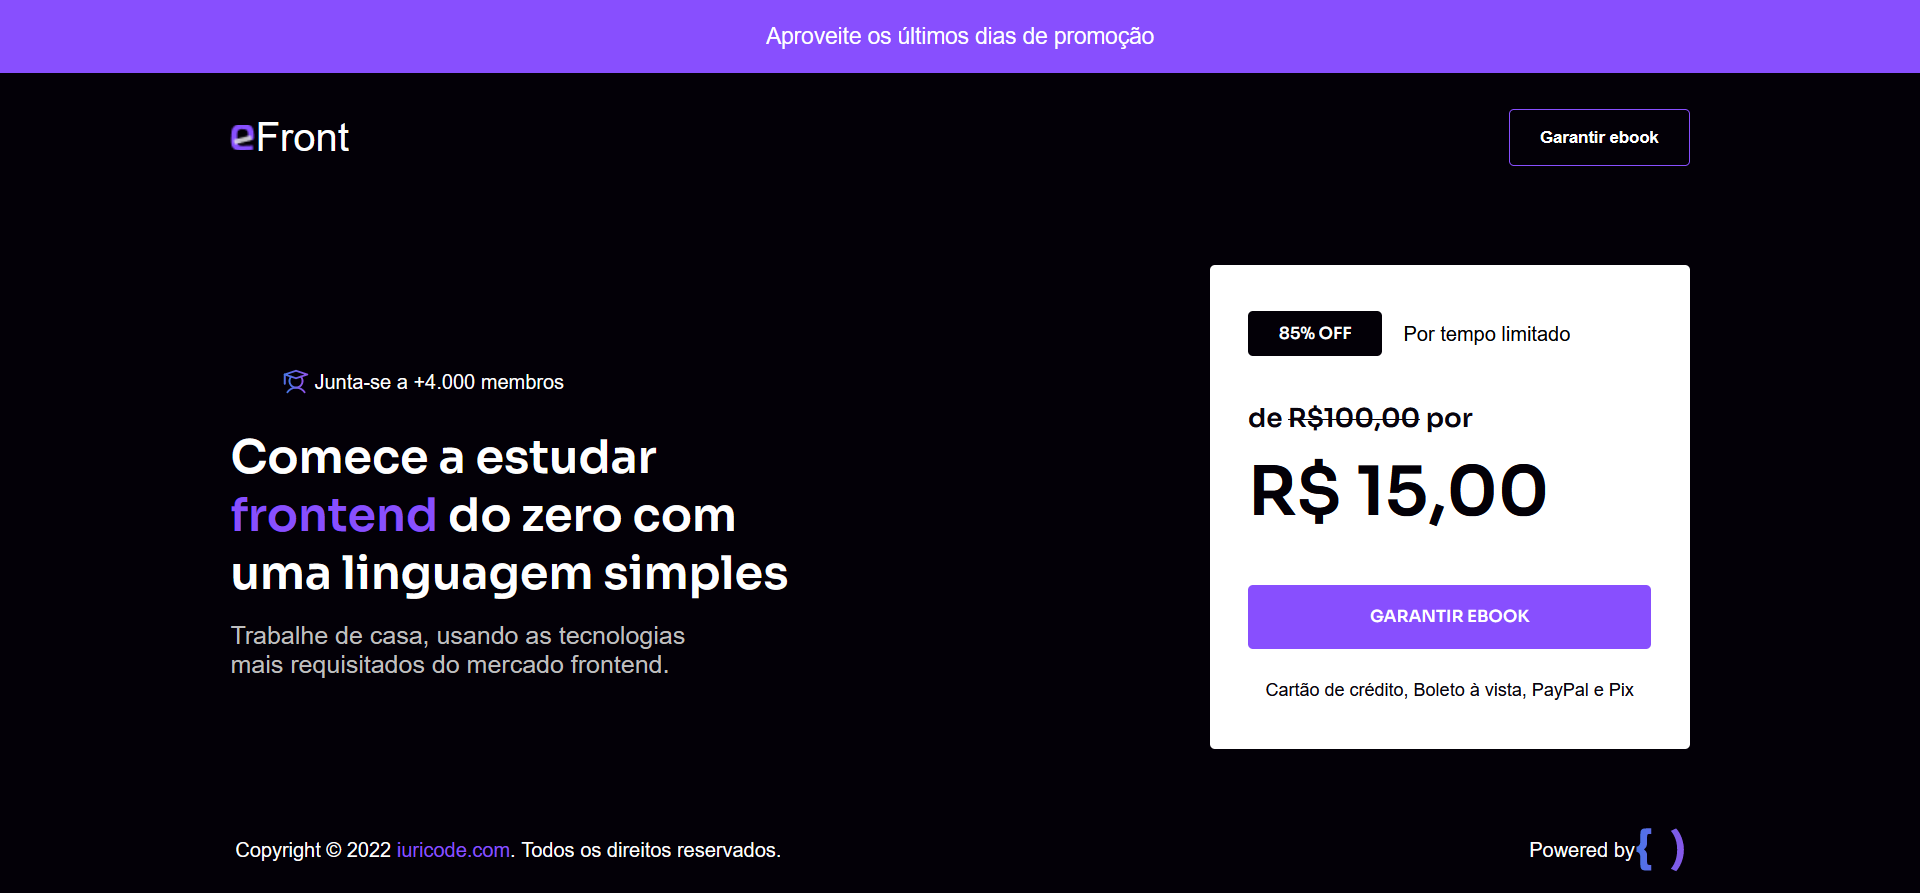 Aproveite os últimos dias de promoção
eFront
Garantir ebook
Junta-se a +4.000 membros
Comece a estudar
frontend do zero com
uma linguagem simples
Trabalhe de casa, usando as tecnologias
mais requisitados do mercado frontend.
85% OFF
Por tempo limitado
de R$100,00 por
R$ 15,00
GARANTIR EBOOK
Cartão de crédito, Boleto à vista, PayPal e Pix
Copyright © 2022 iuricode.com. Todos os direitos reservados.
Powered by { )